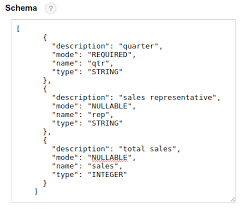 Schema ?
[
{
"description": "quarter",
"mode": "REQUIRED",
"name": "qtr",
"type": "STRING"
},
{
"description": "sales representative",
"mode": "NULLABLE",
"name": "rep",
"type": "STRING"
},
{
"description": "total sales",
"mode": "NULLABLE",
"name": "sales",
"type": "INTEGER"
}
]